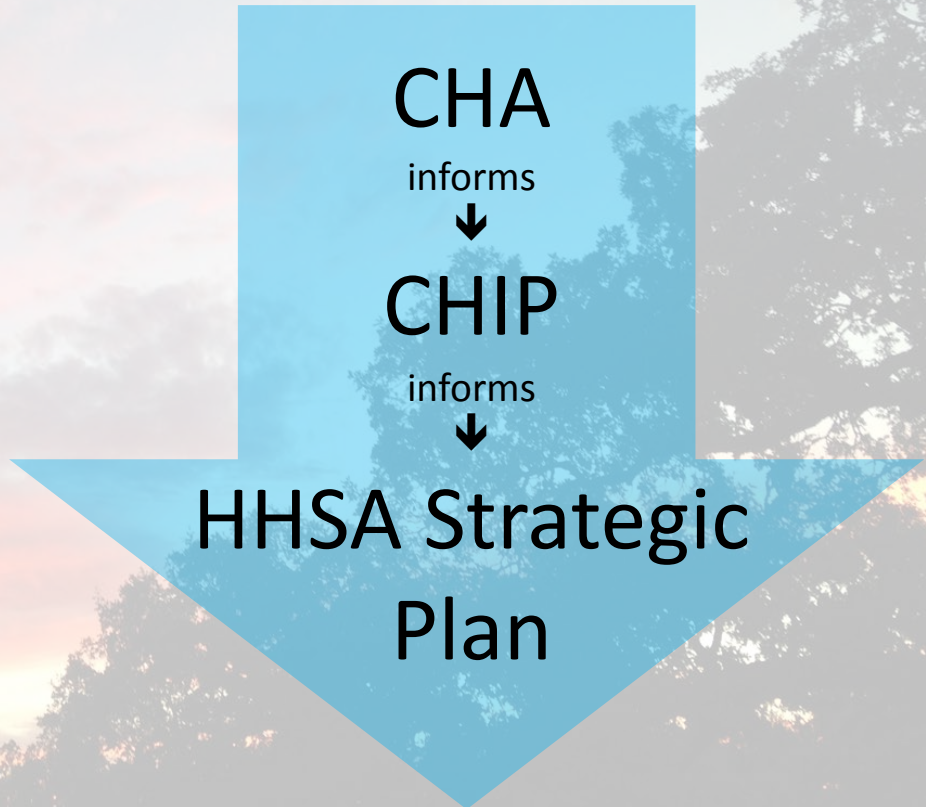 CHA
informs
🡫
CHIP
informs
🡫
HHSA Strategic
Plan